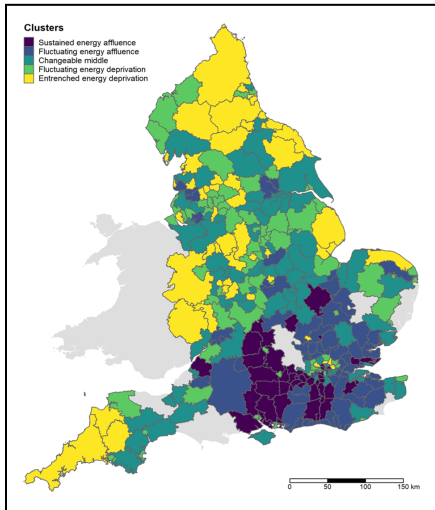 Clusters
Sustained energy affluence
Fluctuating energy affluence
Changeable middle
Fluctuating energy deprivation
Entrenched energy deprivation
0 50 100 150 km